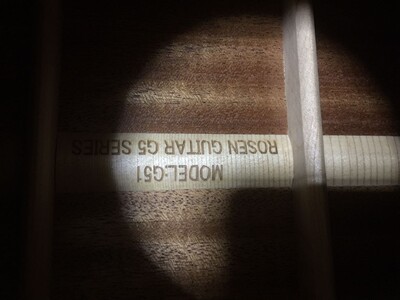 ROSEN GUITAR G5 SERIES
MODEL:G51